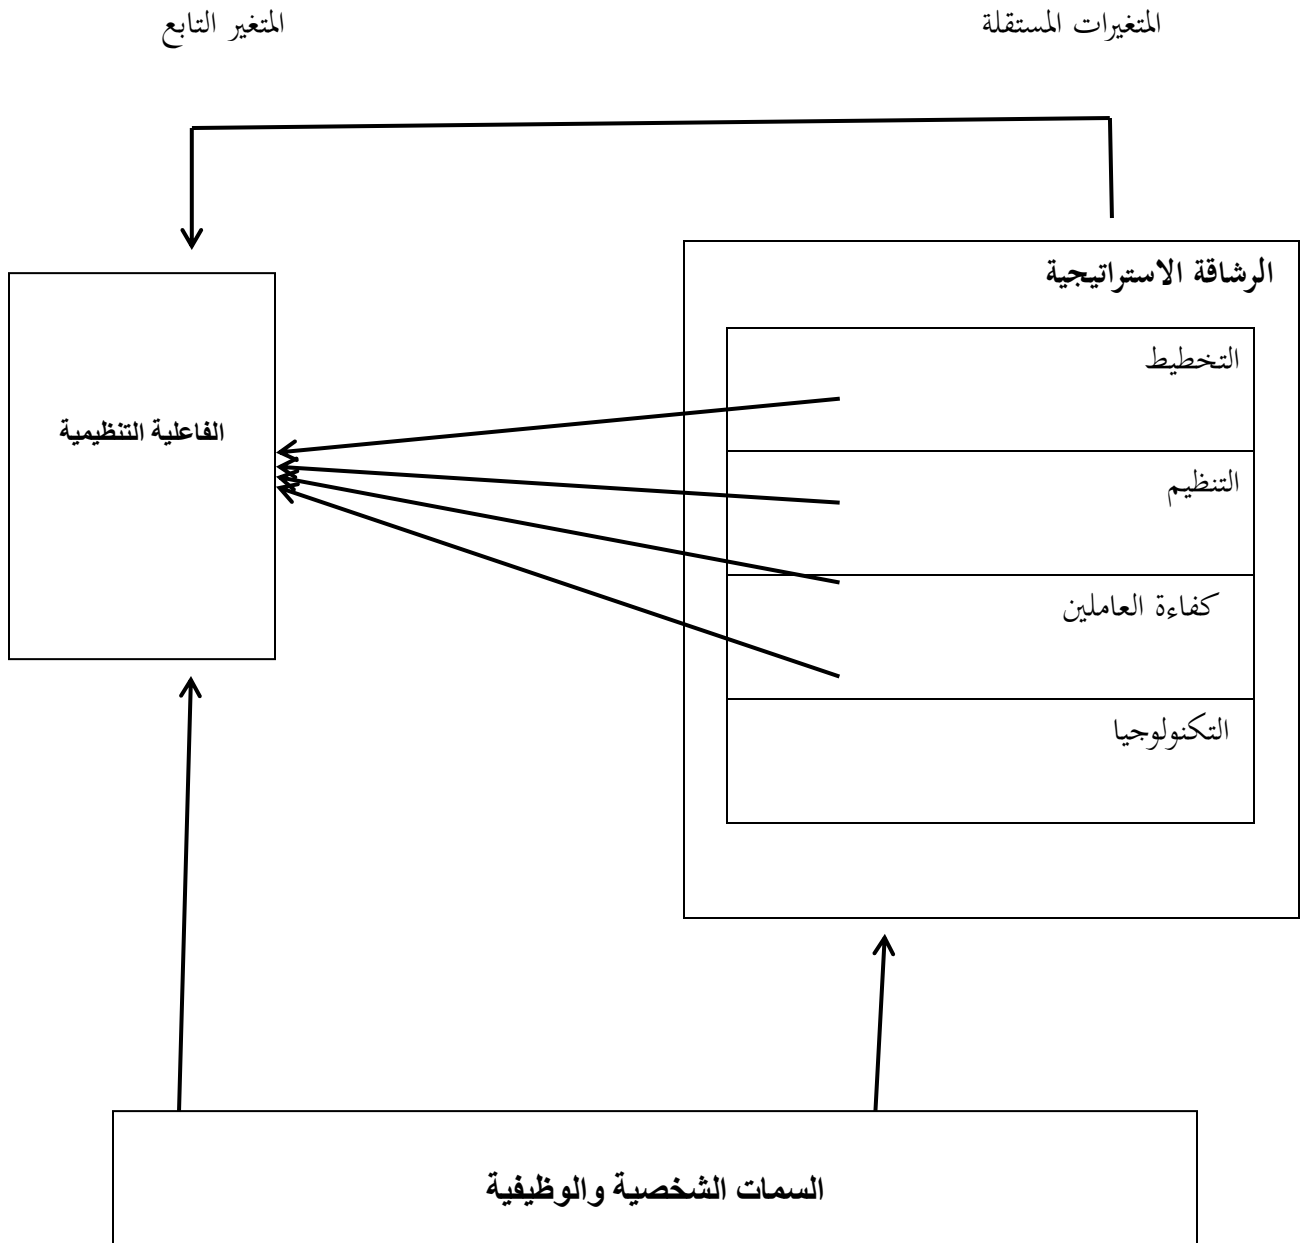 المتغيرات المستقلة
المتغير التابع
الرشاقة الاستراتيجية
التخطيط
التنظيم
كفاءة العاملين
التكنولوجيا
الفاعلية التنظيمية
السمات الشخصية والوظيفية